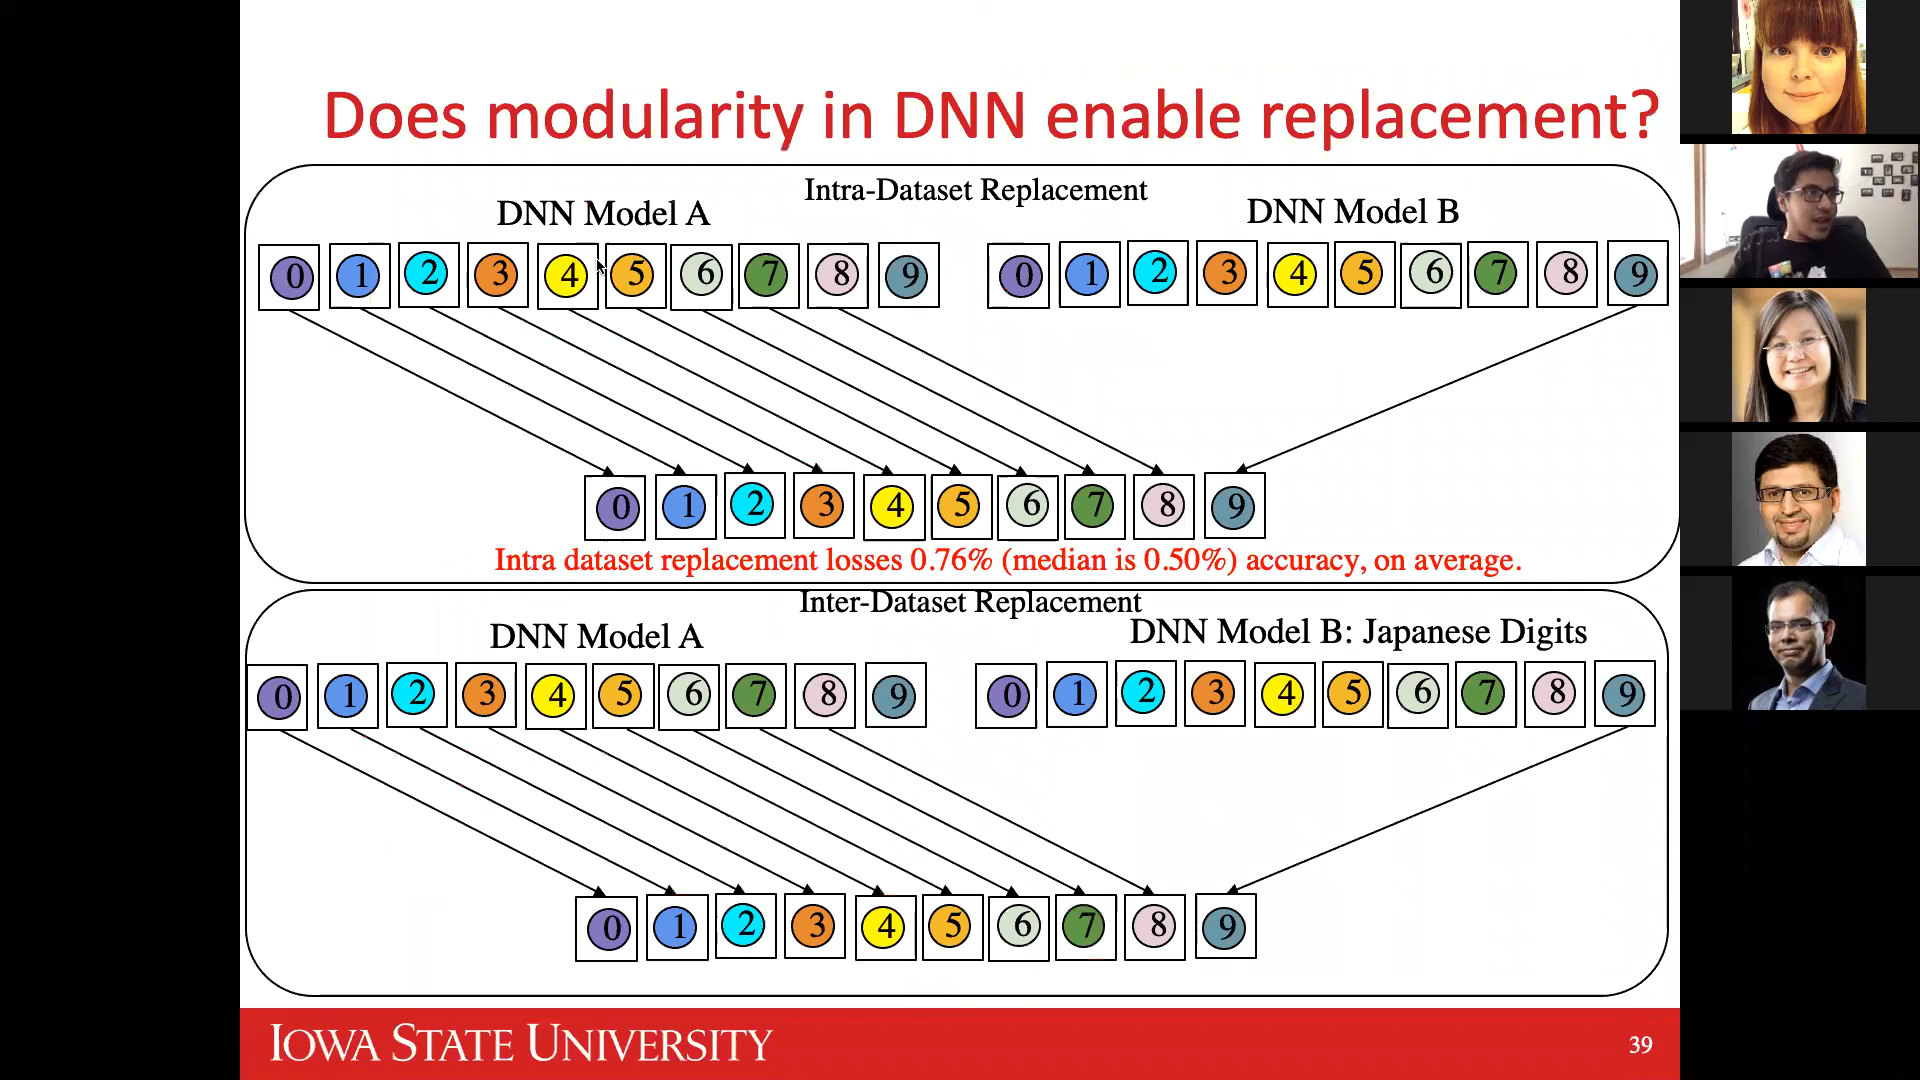 Does modularity in DNN enable replacement?
Intra-Dataset Replacement
DNN Model A
DNN Model B
0 1 2 3 4 5 6 7 8 9
0 1 2 3 4 5 6 7 8 9
0 1 2 3 4 5 6 7 8 9
Intra dataset replacement losses 0.76% (median is 0.50%) accuracy, on average.
Inter-Dataset Replacement
DNN Model A
DNN Model B: Japanese Digits
0 1 2 3 4 5 6 7 8 9
0 1 2 3 4 5 6 7 8 9
0 1 2 3 4 5 6 7 8 9
IOWA STATE UNIVERSITY
39